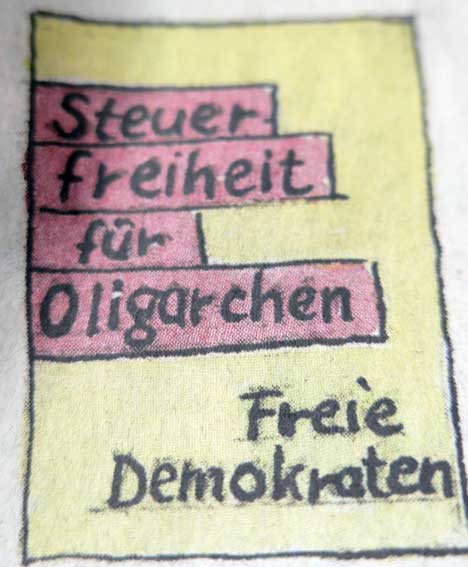 Steuer-
freiheit
für
Oligarchen
Freie
Demokraten